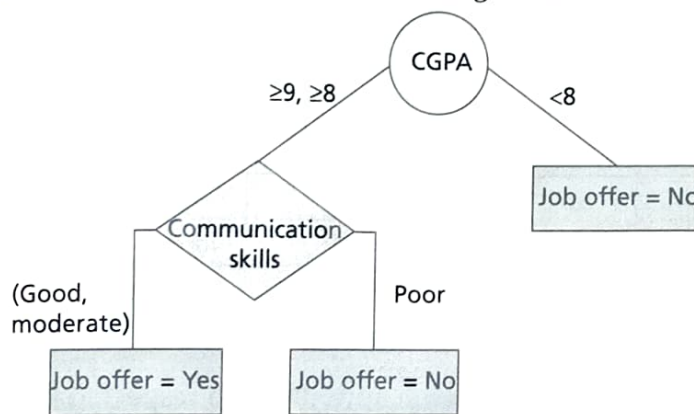 CGPA
≥9, ≥8
<8
Job offer = No
Communication
skills
(Good,
moderate)
Poor
Job offer = Yes
Job offer = No